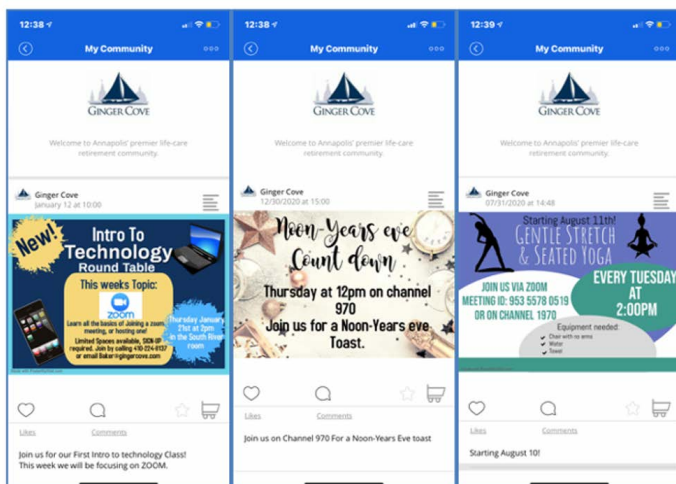 12:38
My Community
GINGER COVE
Welcome to Annapolis' premier life-care
retirement community.
Ginger Cove
January 12 at 10:00
New!
Intro To
Technology
Round Table
This weeks Topic:
zoom
Learn all the basics of Joining a zoom
meeting, or hosting one!
Limited Spaces available, SIGN-UP
required. Join by calling 410-224-8137
or email Baker@gingercove.com
Thursday January
21st at 2pm
in the South River
room
Likes
Comments
Join us for our First Intro to technology Class!
This week we will be focusing on ZOOM.
12:38
My Community
GINGER COVE
Welcome to Annapolis' premier life-care
retirement community.
Ginger Cove
12/30/2020 at 15:00
Noon-Years eve
Count down
Thursday at 12pm on channel
970
Join us for a Noon-Years eve
Toast.
Likes
Comments
Join us on Channel 970 For a Noon-Years Eve toast
12:39
My Community
GINGER COVE
Welcome to Annapolis' premier life-care
retirement community.
Ginger Cove
07/31/2020 at 14:48
Starting August 11th!
GENTLE STRETCH
& SEATED YOGA
JOIN US VIA ZOOM
MEETING ID: 953 5578 0519
OR ON CHANNEL 1970
EVERY TUESDAY
AT
2:00PM
Equipment needed:
Chair with no arms
Water
Towel
Likes
Comments
Starting August 10!